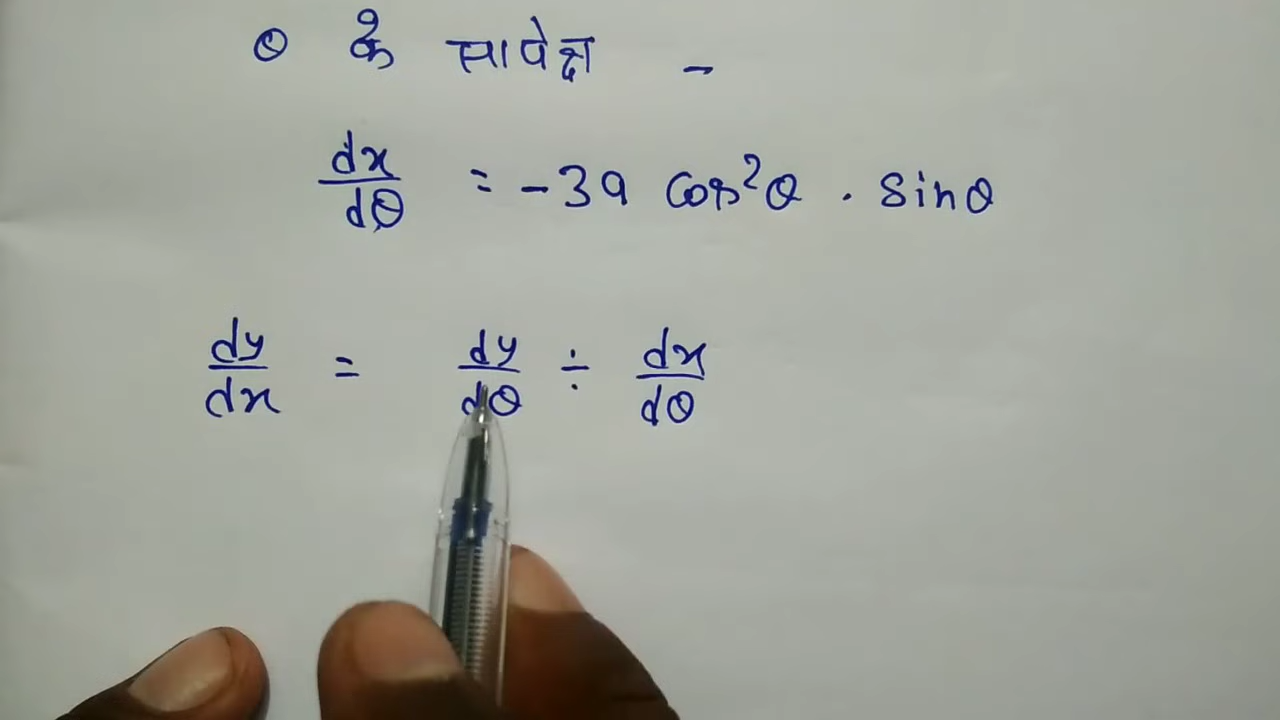 θ के सापेक्ष -
dx/dθ = -3a cos²θ . sinθ
dy/dx = dy/dθ ÷ dx/dθ